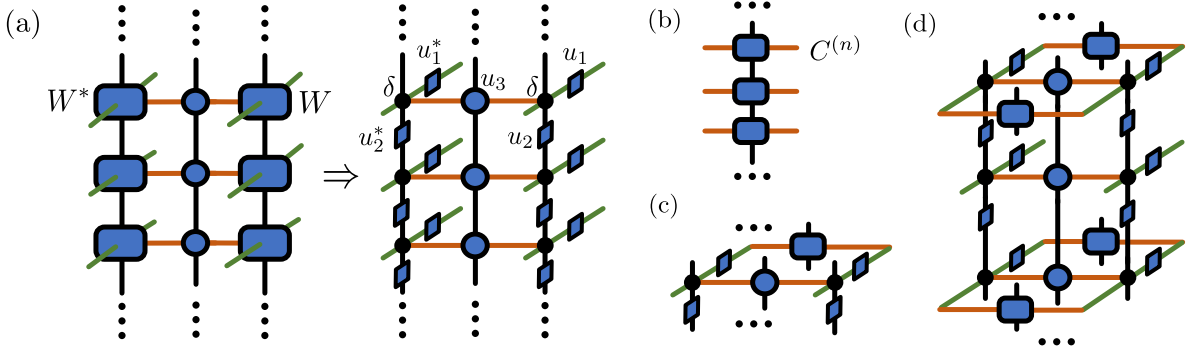 (a)
W*
W
⇒
u₁*
u₃
u₁
δ
δ
u₂*
u₂
(b)
C⁽ⁿ⁾
(c)
(d)